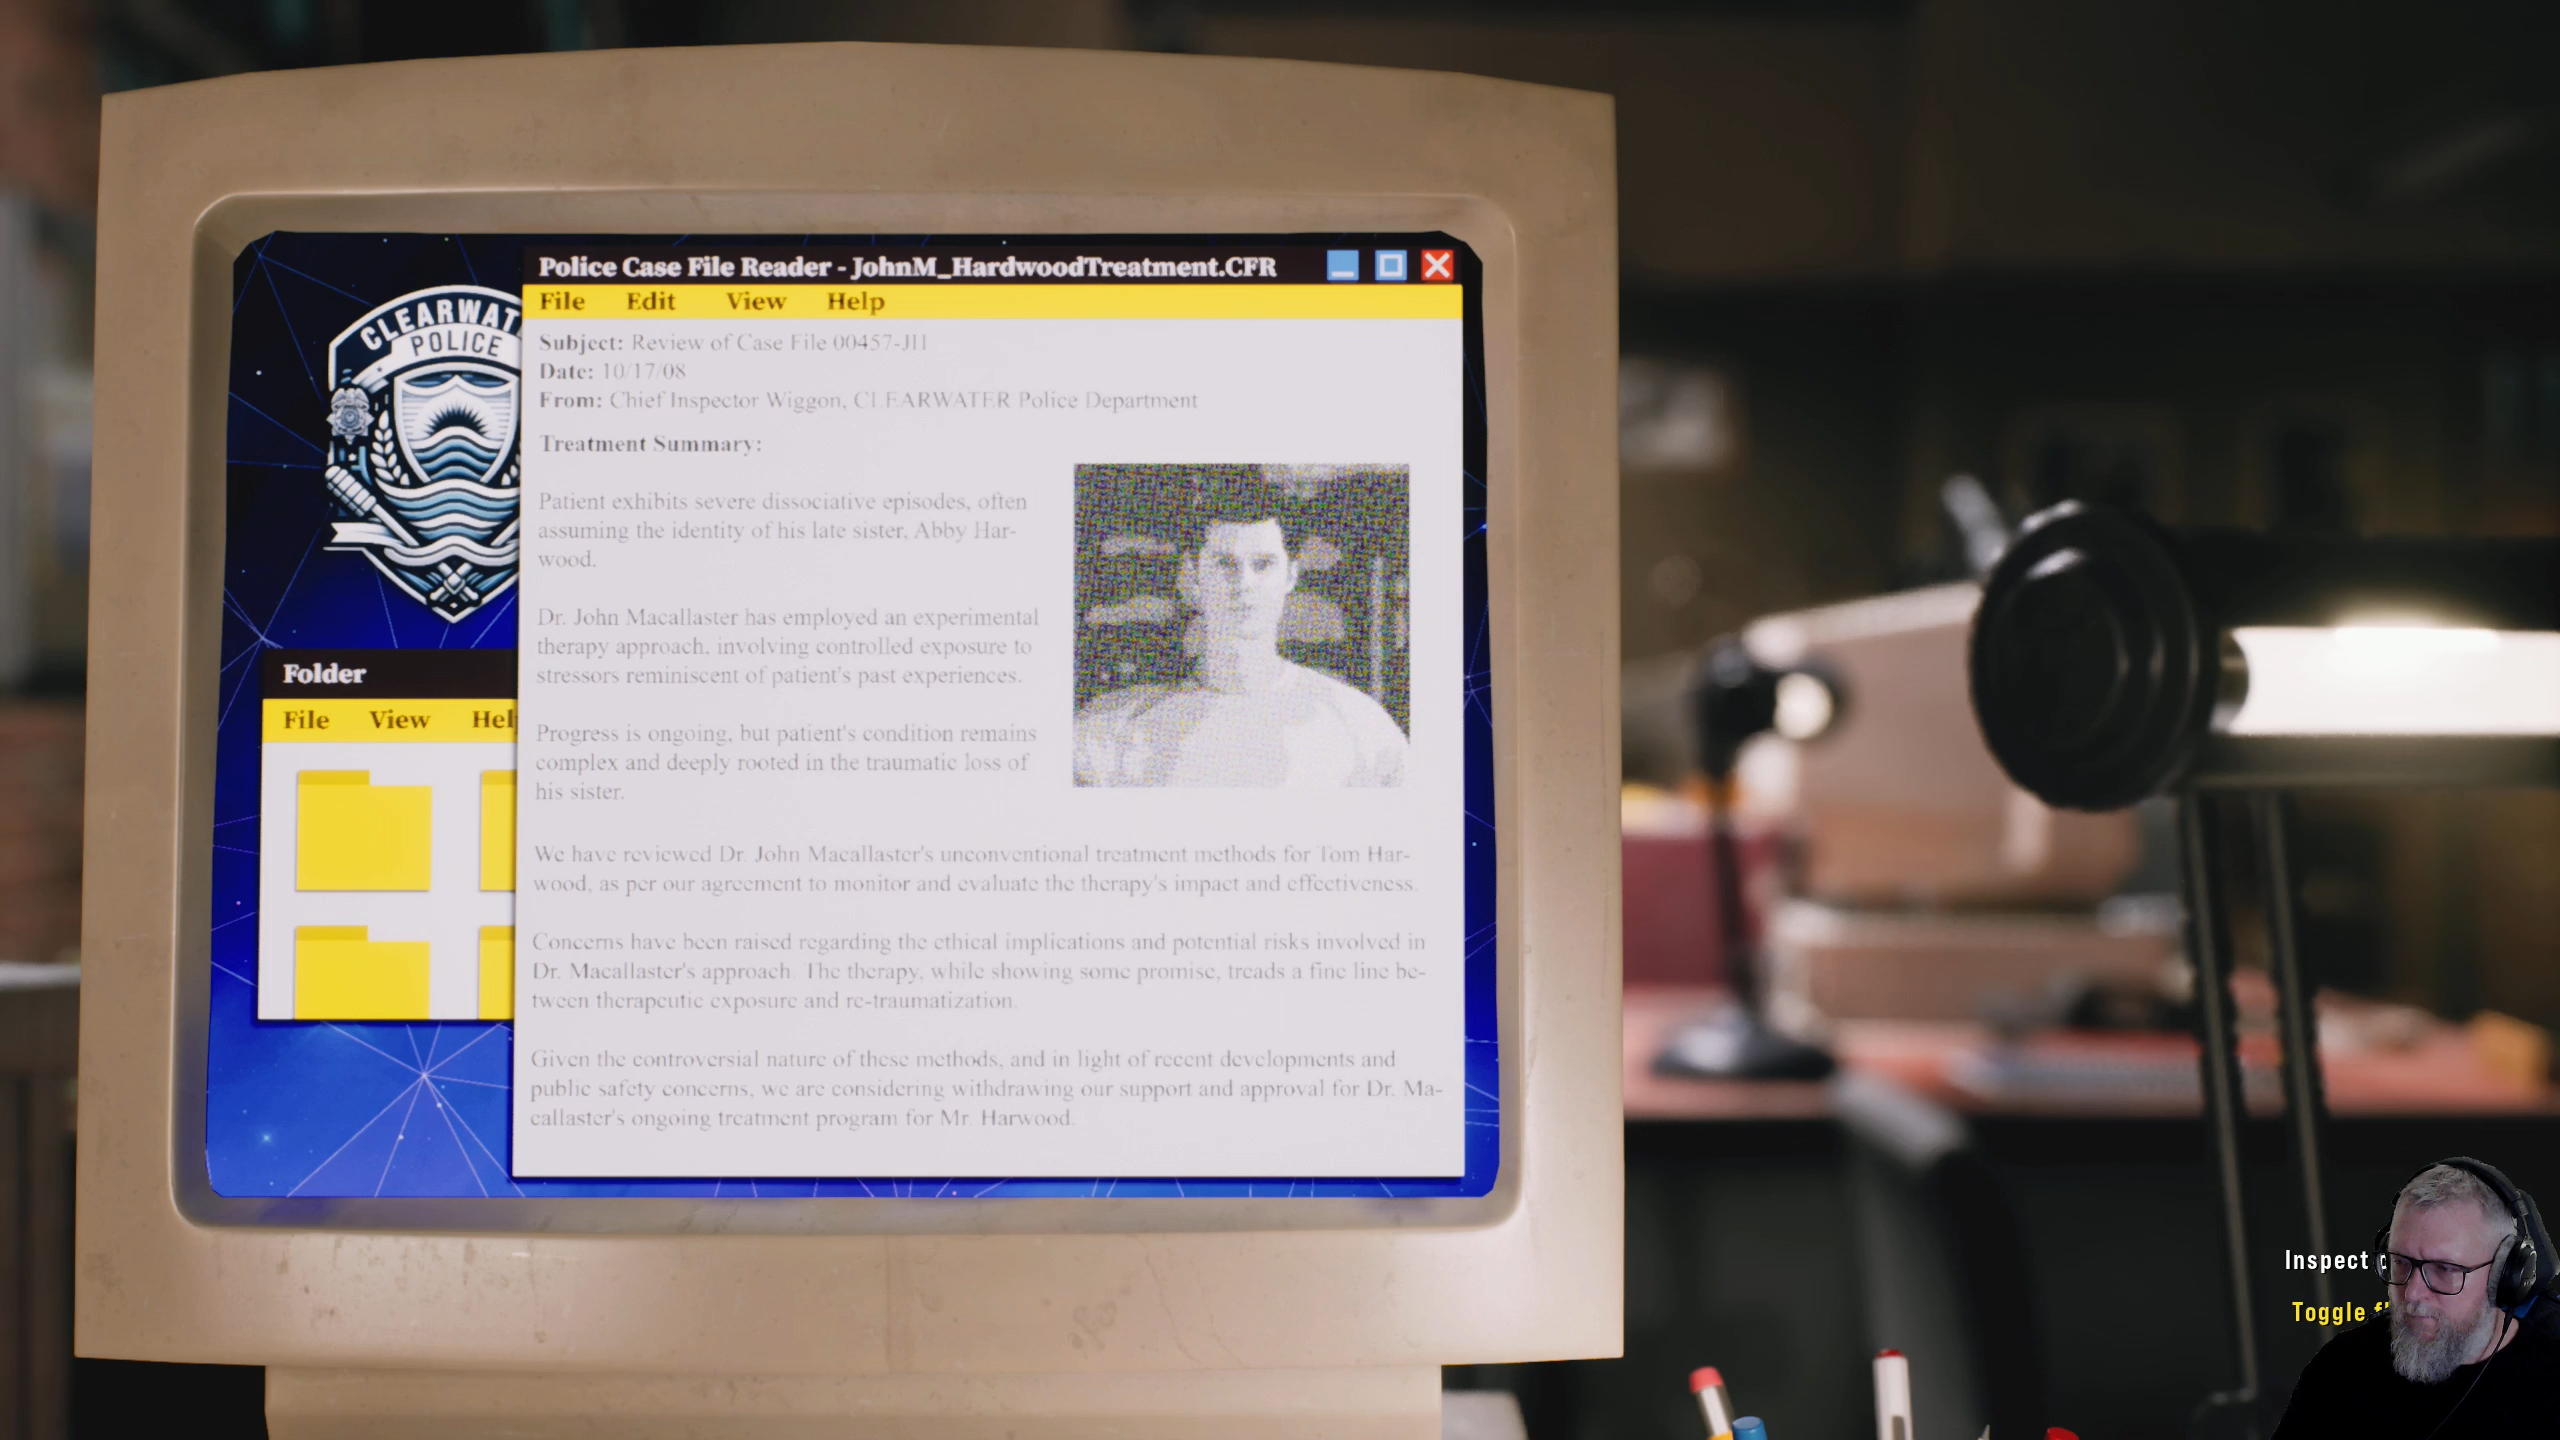 Police Case File Reader - JohnM_HardwoodTreatment.CFR
File Edit View Help
CLEARWAT
POLICE
Subject: Review of Case File 00457-JH
Date: 10/17/08
From: Chief Inspector Wiggon, CLEARWATER Police Department
Treatment Summary:
Patient exhibits severe dissociative episodes, often
assuming the identity of his late sister, Abby Har-
wood.
Dr. John Macallaster has employed an experimental
therapy approach, involving controlled exposure to
stressors reminiscent of patient's past experiences.
Progress is ongoing, but patient's condition remains
complex and deeply rooted in the traumatic loss of
his sister.
We have reviewed Dr. John Macallaster's unconventional treatment methods for Tom Har-
wood, as per our agreement to monitor and evaluate the therapy's impact and effectiveness.
Concerns have been raised regarding the ethical implications and potential risks involved in
Dr. Macallaster's approach. The therapy, while showing some promise, treads a fine line be-
tween therapeutic exposure and re-traumatization.
Given the controversial nature of these methods, and in light of recent developments and
public safety concerns, we are considering withdrawing our support and approval for Dr. Ma-
callaster's ongoing treatment program for Mr. Harwood.
Folder
File View Hel
Inspect
Toggle